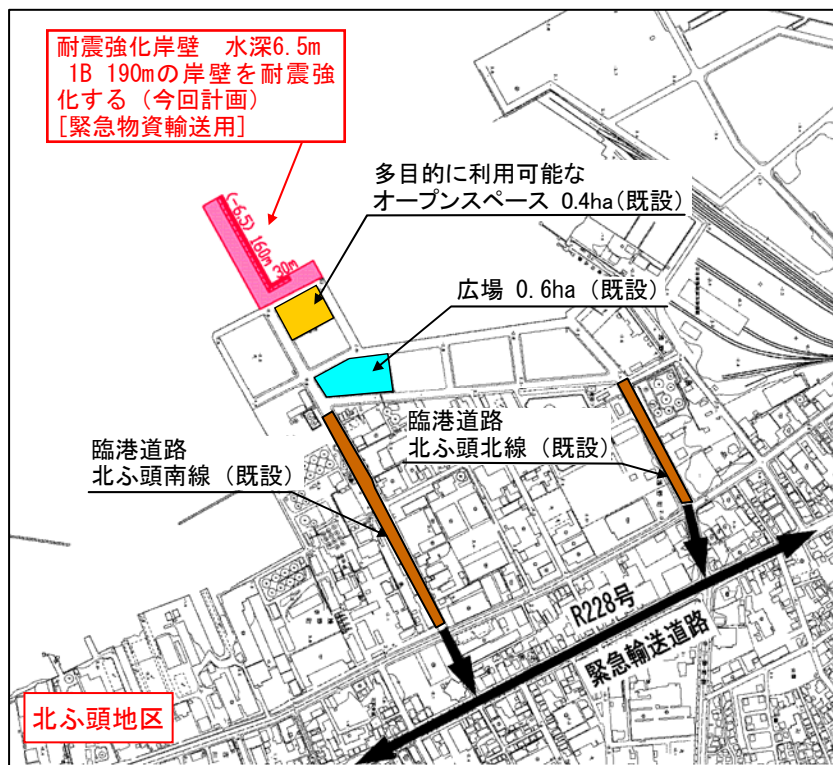 耐震強化岸壁　水深6.5m
1B 190mの岸壁を耐震強
化する（今回計画）
[緊急物資輸送用]
多目的に利用可能な
オープンスペース 0.4ha(既設)
(-6.5) 160m
30m
広場 0.6ha（既設）
臨港道路
北ふ頭南線（既設）
臨港道路
北ふ頭北線（既設）
R228号
緊急輸送道路
北ふ頭地区